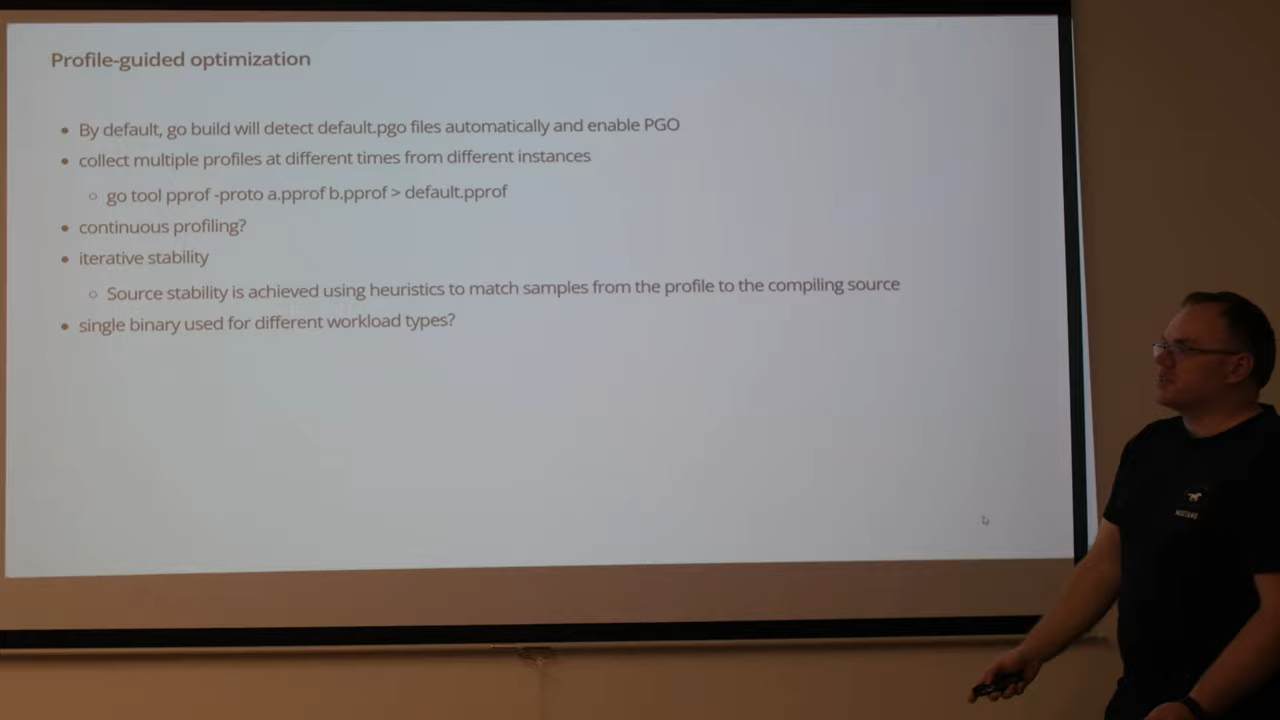 Profile-guided optimization
• By default, go build will detect default.pgo files automatically and enable PGO
• collect multiple profiles at different times from different instances
○ go tool pprof -proto a.pprof b.pprof > default.pprof
• continuous profiling?
• iterative stability
○ Source stability is achieved using heuristics to match samples from the profile to the compiling source
• single binary used for different workload types?
MUSTANG